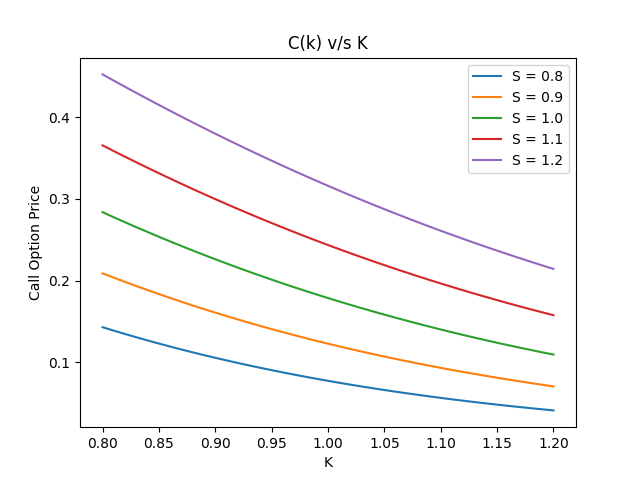 C(k) v/s K
S = 0.8
S = 0.9
S = 1.0
S = 1.1
S = 1.2
Call Option Price
0.4
0.3
0.2
0.1
0.80 0.85 0.90 0.95 1.00 1.05 1.10 1.15 1.20
K